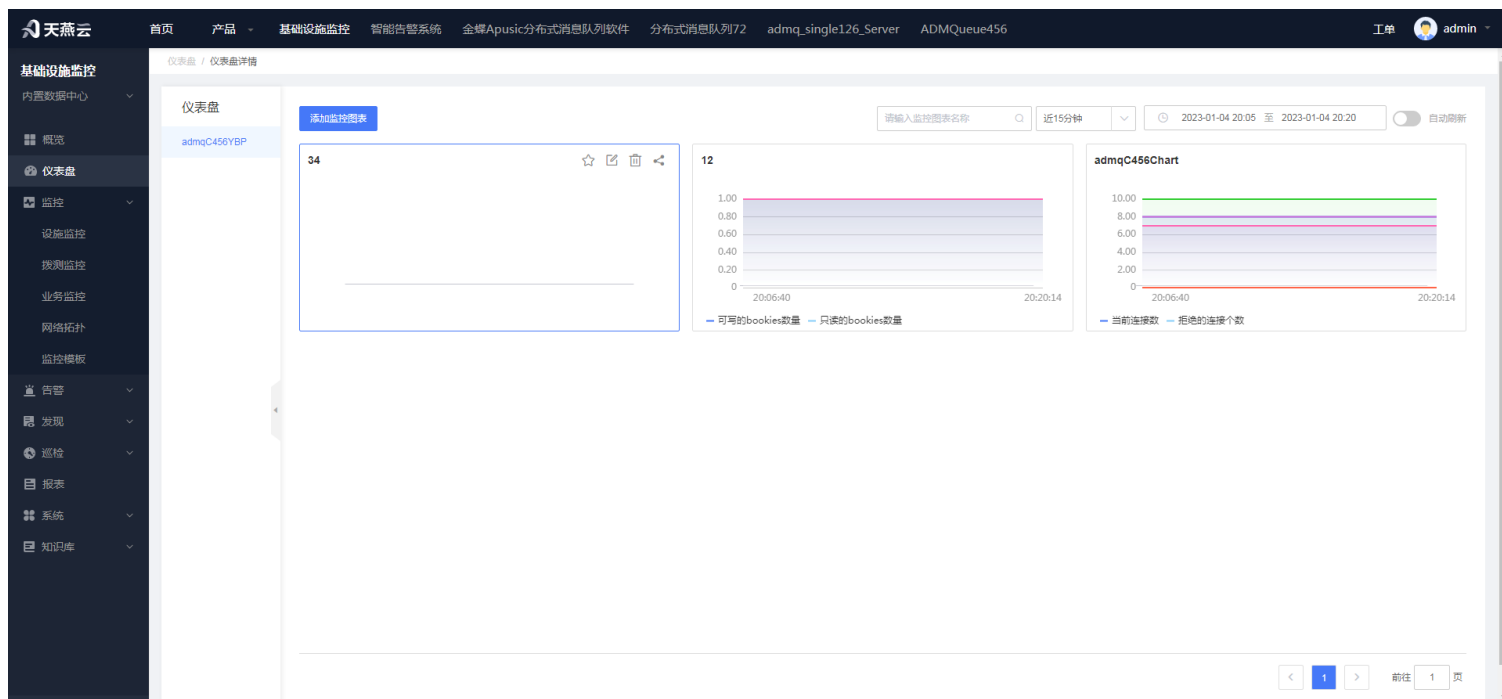 天燕云 首页 产品 基础设施监控 智能告警系统 金蝶Apusic分布式消息队列软件 分布式消息队列72 admq_single126_Server ADMQueue456 工单 admin
基础设施监控
内置数据中心
概览
仪表盘
监控
设施监控
拨测监控
业务监控
网络拓扑
监控模板
告警
发现
巡检
报表
系统
知识库
仪表盘 / 仪表盘详情
仪表盘
admqC456YBP
添加监控图表 请输入监控图表名称 近15分钟 2023-01-04 20:05 至 2023-01-04 20:20 自动刷新
34
12
1.00
0.80
0.60
0.40
0.20
0
20:06:40 20:20:14
可写的bookies数量 只读的bookies数量
admqC456Chart
10.00
8.00
6.00
4.00
2.00
0
20:06:40 20:20:14
当前连接数 拒绝的连接个数
1 前往 1 页